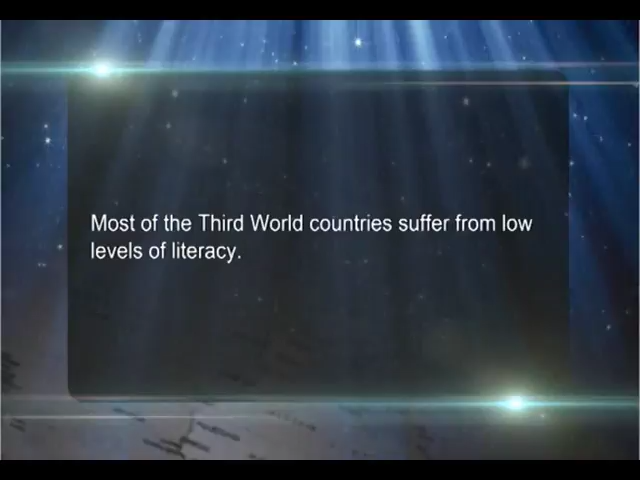 Most of the Third World countries suffer from low
levels of literacy.